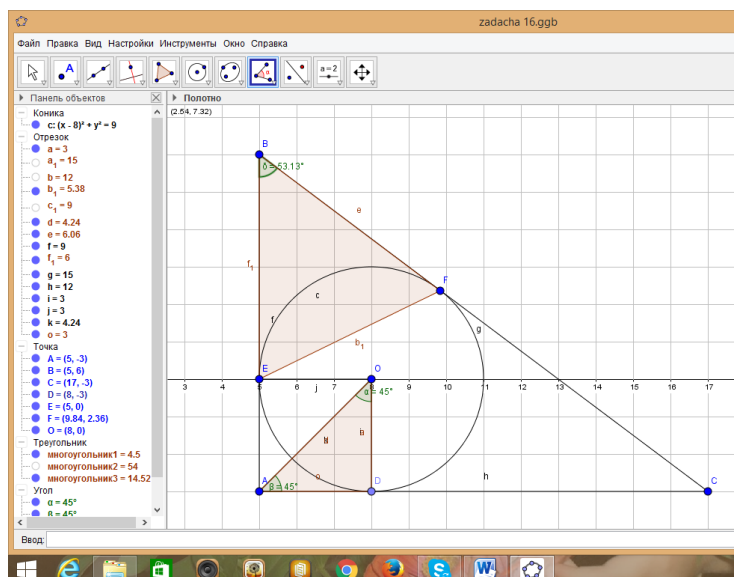 zadacha 16.ggb
Файл Правка Вид Настройки Инструменты Окно Справка
A
α
a = 2
Панель объектов
Полотно
(2.54, 7.32)
Коника
c: (x - 8)² + y² = 9
Отрезок
a = 3
a₁ = 15
b = 12
b₁ = 5.38
c₁ = 9
d = 4.24
e = 6.06
f = 9
f₁ = 6
g = 15
h = 12
i = 3
j = 3
k = 4.24
o = 3
Точка
A = (5, -3)
B = (5, 6)
C = (17, -3)
D = (8, -3)
E = (5, 0)
F = (9.84, 2.36)
O = (8, 0)
Треугольник
многоугольник1 = 4.5
многоугольник2 = 54
многоугольник3 = 14.52
Угол
α = 45°
β = 45°
B
δ = 53.13°
e
f₁
F
c
f
g
b₁
E
O
3 4 6 7 9 10 11 12 13 14 15 16 17
j
α = 45°
o
h
A
β = 45°
D
C
Ввод: